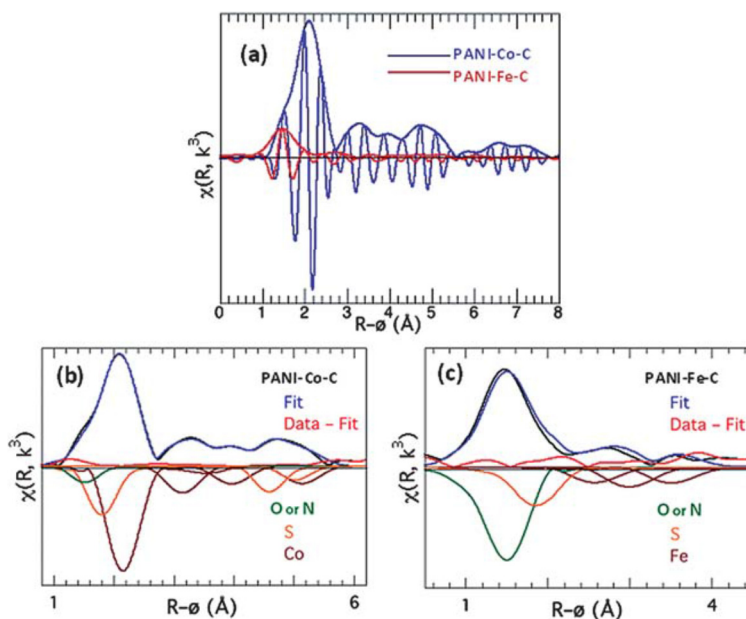 (a)
PANI-Co-C
PANI-Fe-C
χ(R, k³)
0 1 2 3 4 5 6 7 8
R-ø (Å)
(b)
PANI-Co-C
Fit
Data – Fit
χ(R, k³)
O or N
S
Co
1 6
R-ø (Å)
(c)
PANI-Fe-C
Fit
Data – Fit
χ(R, k³)
O or N
S
Fe
1 4
R-ø (Å)